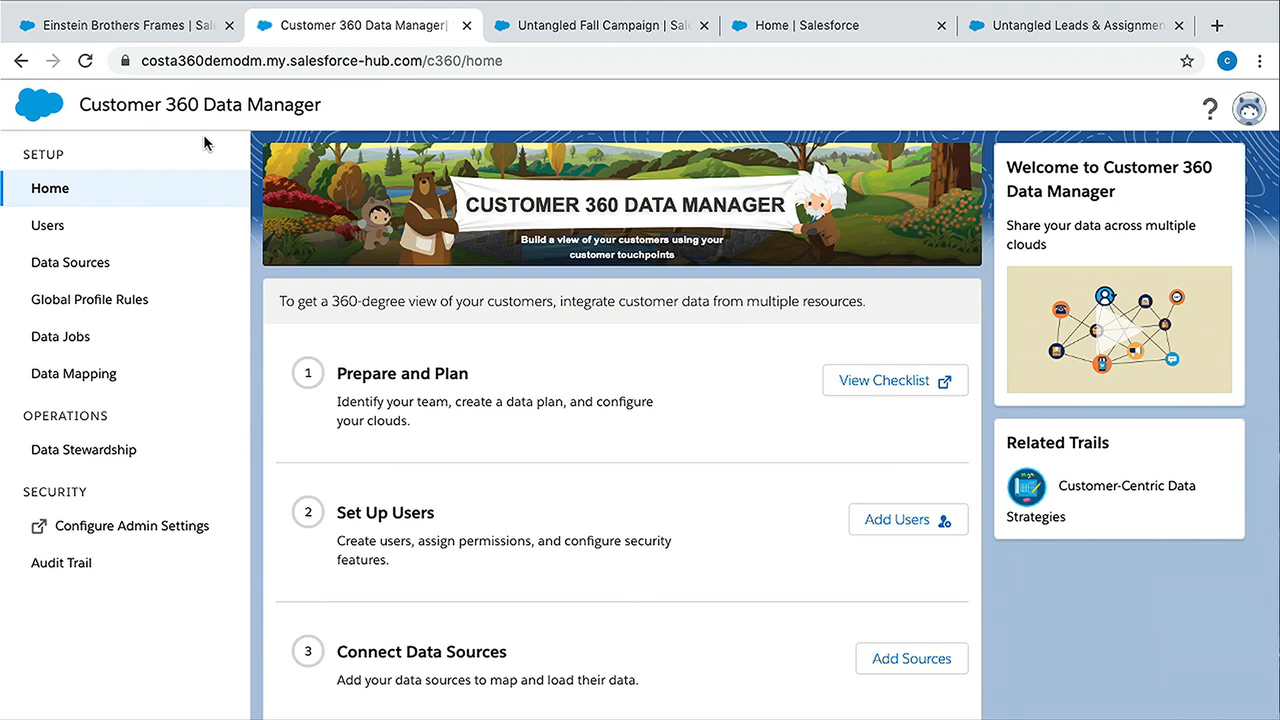 Einstein Brothers Frames | Sal
Customer 360 Data Manager|
Untangled Fall Campaign | Sale
Home | Salesforce
Untangled Leads & Assignmen
costa360demodm.my.salesforce-hub.com/c360/home
C
Customer 360 Data Manager
?
SETUP
Home
Users
Data Sources
Global Profile Rules
Data Jobs
Data Mapping
OPERATIONS
Data Stewardship
SECURITY
Configure Admin Settings
Audit Trail
CUSTOMER 360 DATA MANAGER
Build a view of your customers using your
customer touchpoints
To get a 360-degree view of your customers, integrate customer data from multiple resources.
1
Prepare and Plan
Identify your team, create a data plan, and configure
your clouds.
View Checklist
2
Set Up Users
Create users, assign permissions, and configure security
features.
Add Users
3
Connect Data Sources
Add your data sources to map and load their data.
Add Sources
Welcome to Customer 360
Data Manager
Share your data across multiple
clouds
Related Trails
Customer-Centric Data
Strategies